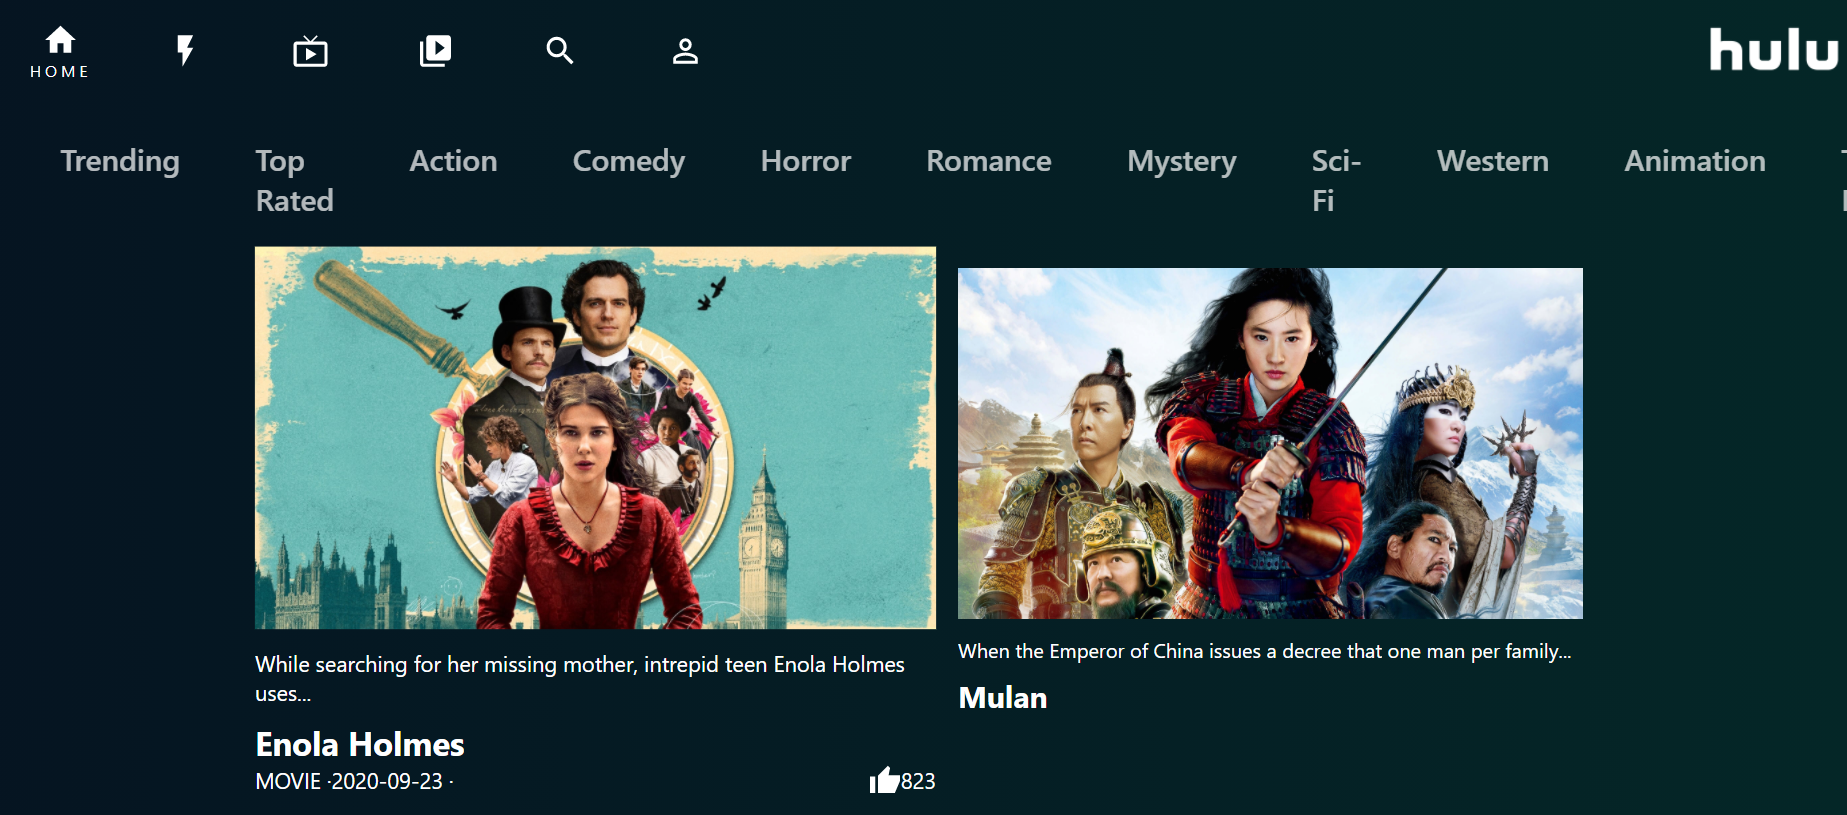 HOME
hulu
Trending
Top Rated
Action
Comedy
Horror
Romance
Mystery
Sci-Fi
Western
Animation
While searching for her missing mother, intrepid teen Enola Holmes
uses...
Enola Holmes
MOVIE ·2020-09-23 ·
823
When the Emperor of China issues a decree that one man per family...
Mulan